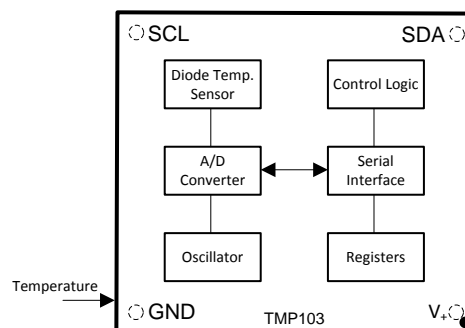 SCL
SDA
Diode Temp.
Sensor
Control Logic
A/D
Converter
Serial
Interface
Oscillator
Registers
Temperature
GND
TMP103
V+